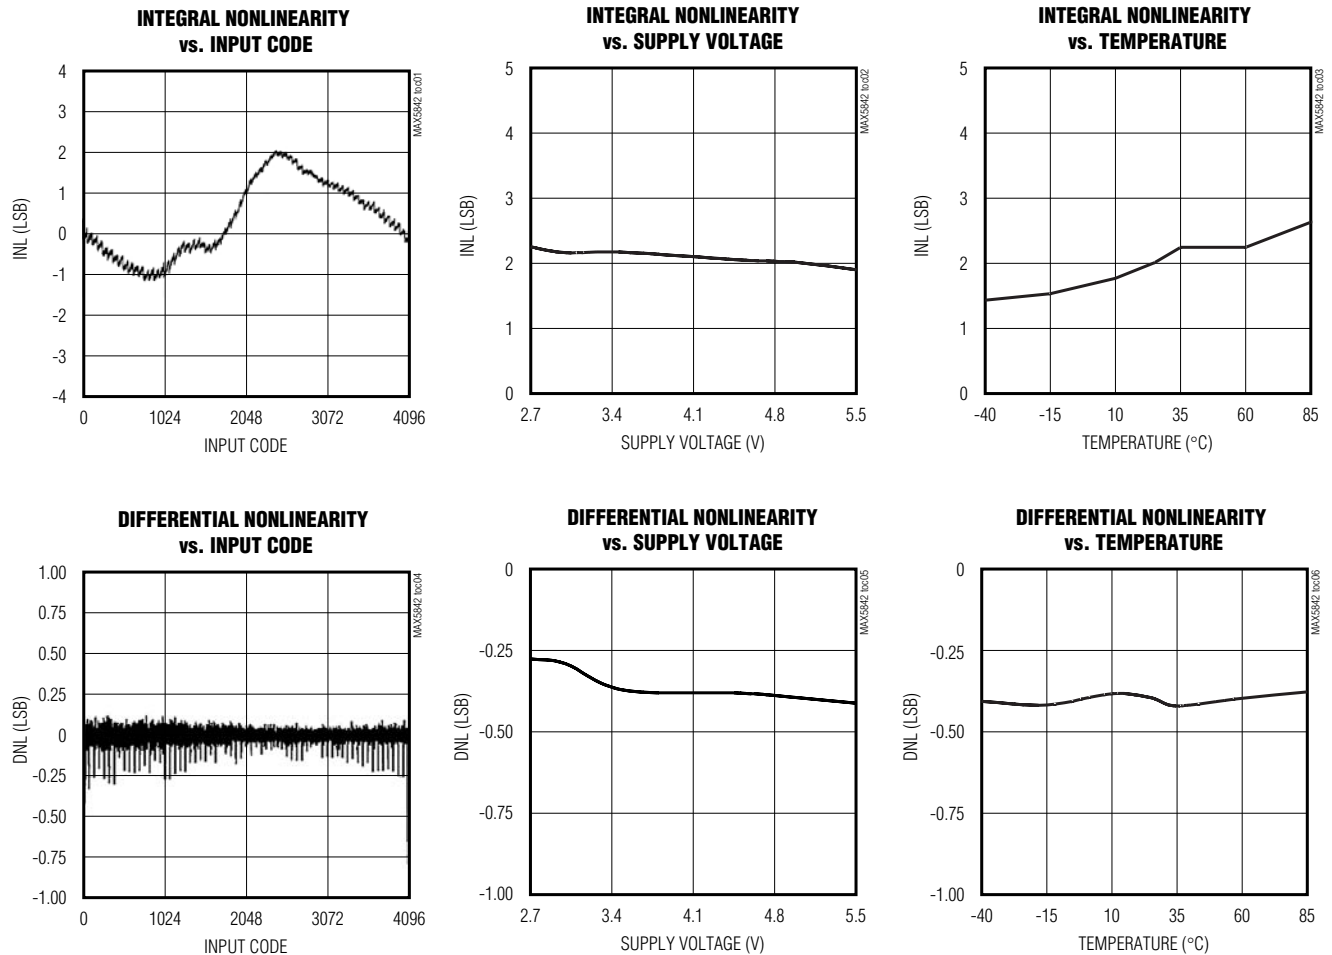 INTEGRAL NONLINEARITY
vs. INPUT CODE
4
3
2
1
0
-1
-2
-3
-4
INL (LSB)
0 1024 2048 3072 4096
INPUT CODE
MAX5842 toc01
INTEGRAL NONLINEARITY
vs. SUPPLY VOLTAGE
5
4
3
2
1
0
INL (LSB)
2.7 3.4 4.1 4.8 5.5
SUPPLY VOLTAGE (V)
MAX5842 toc02
INTEGRAL NONLINEARITY
vs. TEMPERATURE
5
4
3
2
1
0
INL (LSB)
-40 -15 10 35 60 85
TEMPERATURE (°C)
MAX5842 toc03
DIFFERENTIAL NONLINEARITY
vs. INPUT CODE
1.00
0.75
0.50
0.25
0
-0.25
-0.50
-0.75
-1.00
DNL (LSB)
0 1024 2048 3072 4096
INPUT CODE
MAX5842 toc04
DIFFERENTIAL NONLINEARITY
vs. SUPPLY VOLTAGE
0
-0.25
-0.50
-0.75
-1.00
DNL (LSB)
2.7 3.4 4.1 4.8 5.5
SUPPLY VOLTAGE (V)
MAX5842 toc05
DIFFERENTIAL NONLINEARITY
vs. TEMPERATURE
0
-0.25
-0.50
-0.75
-1.00
DNL (LSB)
-40 -15 10 35 60 85
TEMPERATURE (°C)
MAX5842 toc06